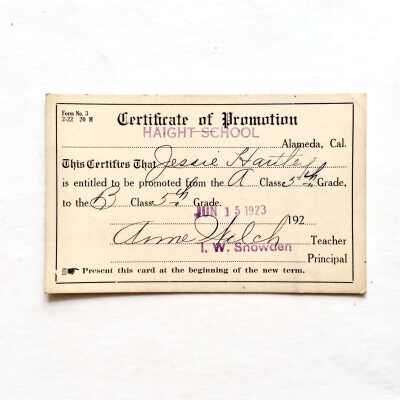 Form No. 3
2-22 20 M
Certificate of Promotion
HAIGHT SCHOOL
Alameda, Cal.
This Certifies That Jessie Hartley
is entitled to be promoted from the A Class 5th Grade,
to the B Class 5th Grade.
JUN 15 1923
192
Anne Welch Teacher
I. W. Snowden
Principal
Present this card at the beginning of the new term.